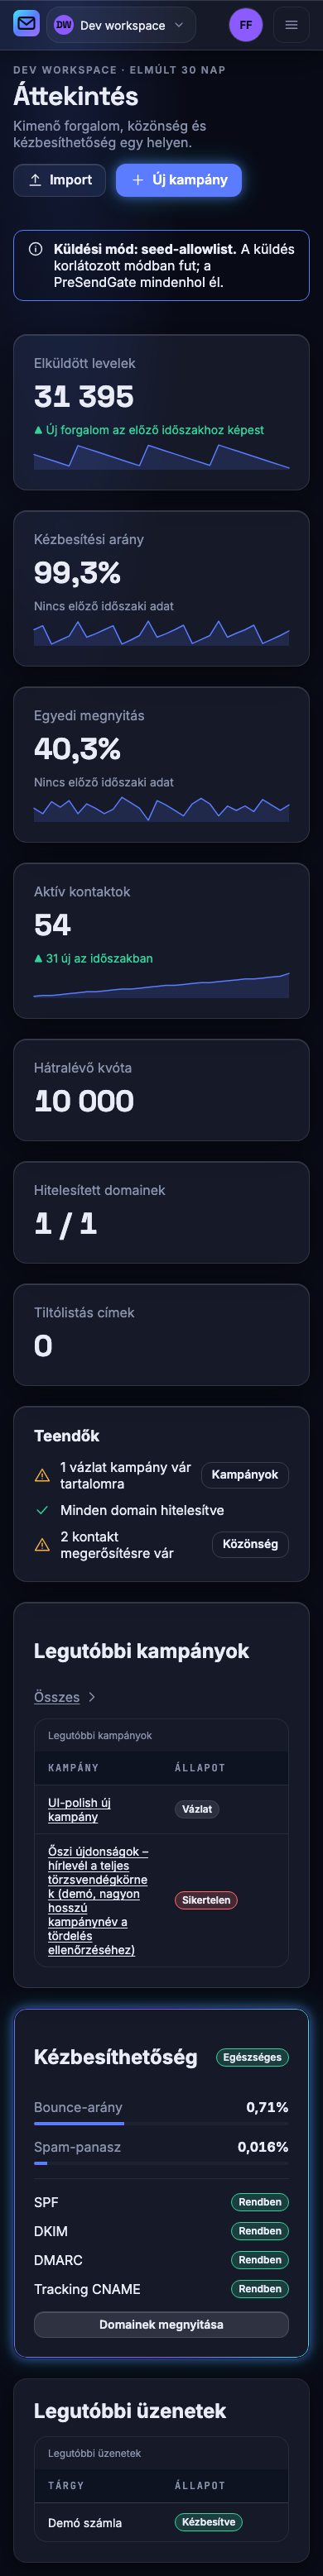 DW Dev workspace FF
DEV WORKSPACE · ELMÚLT 30 NAP
Áttekintés
Kimenő forgalom, közönség és
kézbesíthetőség egy helyen.
Import Új kampány
Küldési mód: seed-allowlist. A küldés
korlátozott módban fut; a
PreSendGate mindenhol él.
Elküldött levelek
31 395
Új forgalom az előző időszakhoz képest
Kézbesítési arány
99,3%
Nincs előző időszaki adat
Egyedi megnyitás
40,3%
Nincs előző időszaki adat
Aktív kontaktok
54
31 új az időszakban
Hátralévő kvóta
10 000
Hitelesített domainek
1 / 1
Tiltólistás címek
0
Teendők
1 vázlat kampány vár
tartalomra
Kampányok
Minden domain hitelesítve
2 kontakt
megerősítésre vár
Közönség
Legutóbbi kampányok
Összes
Legutóbbi kampányok
KAMPÁNY ÁLLAPOT
UI-polish új
kampány
Vázlat
Őszi újdonságok –
hírlevél a teljes
törzsvendégkörne
k (demó, nagyon
hosszú
kampánynév a
tördelés
ellenőrzéséhez)
Sikertelen
Kézbesíthetőség Egészséges
Bounce-arány 0,71%
Spam-panasz 0,016%
SPF Rendben
DKIM Rendben
DMARC Rendben
Tracking CNAME Rendben
Domainek megnyitása
Legutóbbi üzenetek
Legutóbbi üzenetek
TÁRGY ÁLLAPOT
Demó számla Kézbesítve